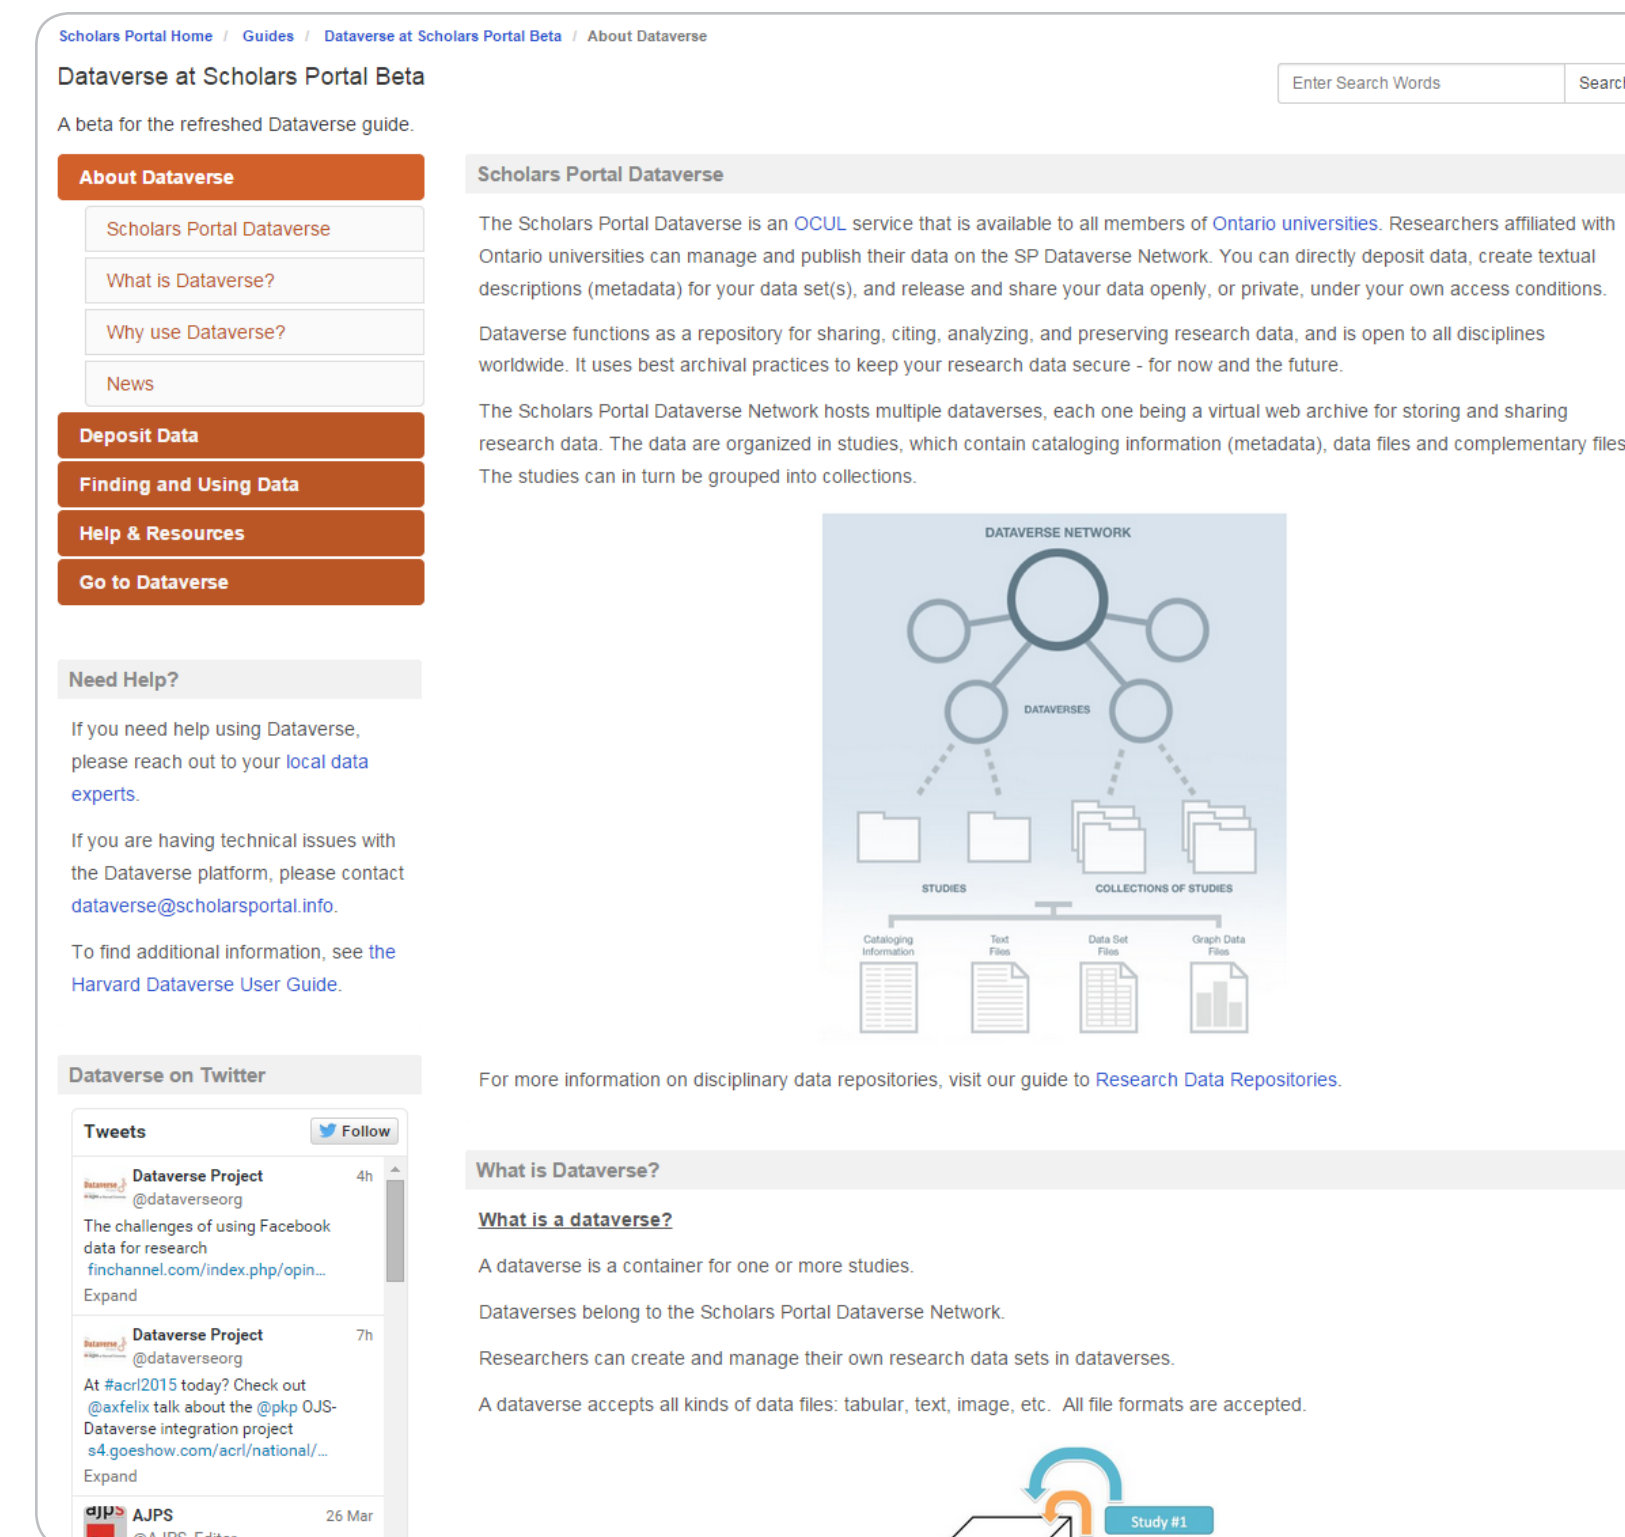 Scholars Portal Home / Guides / Dataverse at Scholars Portal Beta / About Dataverse
Dataverse at Scholars Portal Beta
Enter Search Words
Search
A beta for the refreshed Dataverse guide.
About Dataverse
Scholars Portal Dataverse
What is Dataverse?
Why use Dataverse?
News
Deposit Data
Finding and Using Data
Help & Resources
Go to Dataverse
Need Help?
If you need help using Dataverse,
please reach out to your local data
experts.
If you are having technical issues with
the Dataverse platform, please contact
dataverse@scholarsportal.info.
To find additional information, see the
Harvard Dataverse User Guide.
Dataverse on Twitter
Tweets
Follow
Dataverse Project 4h
@dataverseorg
The challenges of using Facebook
data for research
finchannel.com/index.php/opin...
Expand
Dataverse Project 7h
@dataverseorg
At #acrl2015 today? Check out
@axfelix talk about the @pkp OJS-
Dataverse integration project
s4.goeshow.com/acrl/national/...
Expand
ajps
AJPS 26 Mar
@AJPS_Editor
Scholars Portal Dataverse
The Scholars Portal Dataverse is an OCUL service that is available to all members of Ontario universities. Researchers affiliated with
Ontario universities can manage and publish their data on the SP Dataverse Network. You can directly deposit data, create textual
descriptions (metadata) for your data set(s), and release and share your data openly, or private, under your own access conditions.
Dataverse functions as a repository for sharing, citing, analyzing, and preserving research data, and is open to all disciplines
worldwide. It uses best archival practices to keep your research data secure - for now and the future.
The Scholars Portal Dataverse Network hosts multiple dataverses, each one being a virtual web archive for storing and sharing
research data. The data are organized in studies, which contain cataloging information (metadata), data files and complementary files
The studies can in turn be grouped into collections.
DATAVERSE NETWORK
DATAVERSES
STUDIES
COLLECTIONS OF STUDIES
Cataloging
Information
Text
Files
Data Set
Files
Graph Data
Files
For more information on disciplinary data repositories, visit our guide to Research Data Repositories.
What is Dataverse?
What is a dataverse?
A dataverse is a container for one or more studies.
Dataverses belong to the Scholars Portal Dataverse Network.
Researchers can create and manage their own research data sets in dataverses.
A dataverse accepts all kinds of data files: tabular, text, image, etc. All file formats are accepted.
Study #1